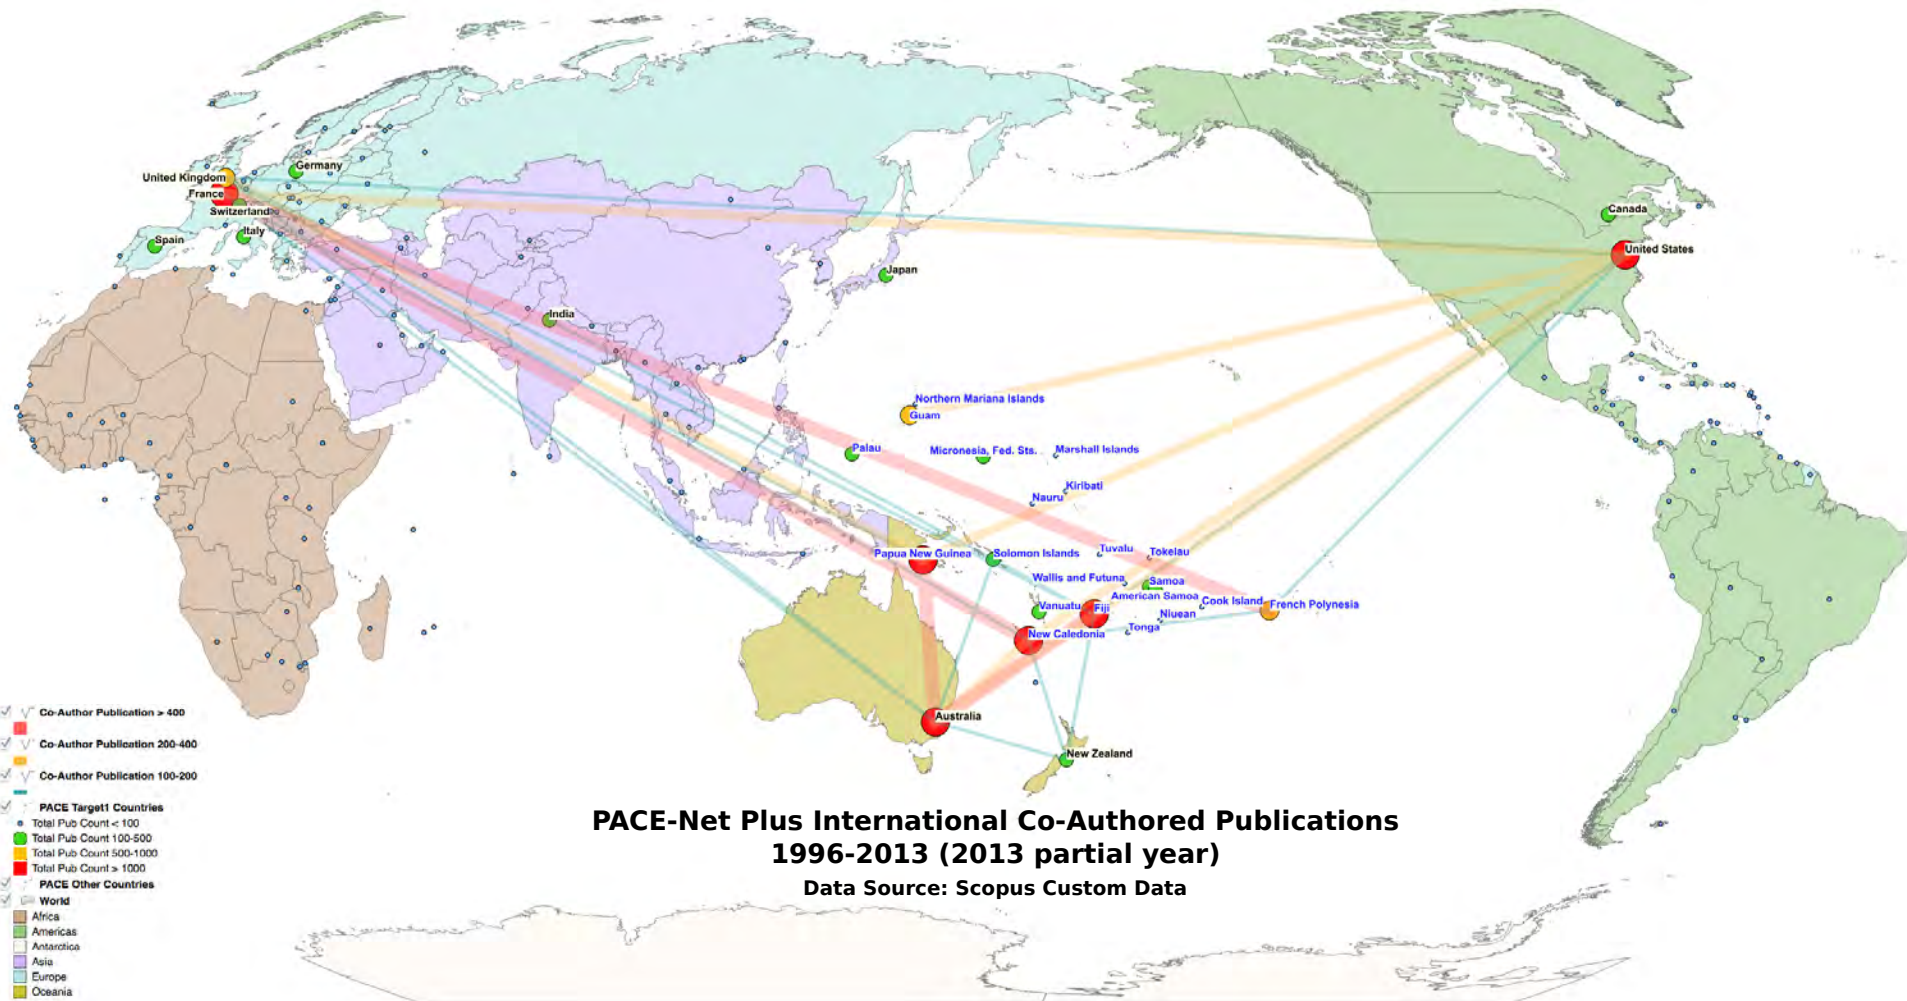 Germany
United Kingdom
France
Switzerland
Spain
Italy
Canada
United States
Japan
India
Northern Mariana Islands
Guam
Palau
Micronesia, Fed. Sts.
Marshall Islands
Kiribati
Nauru
Papua New Guinea
Solomon Islands
Tuvalu
Tokelau
Wallis and Futuna
Samoa
American Samoa
Vanuatu
Fiji
Cook Island
French Polynesia
Niuean
New Caledonia
Tonga
Australia
New Zealand
Co-Author Publication > 400
Co-Author Publication 200-400
Co-Author Publication 100-200
PACE Target1 Countries
Total Pub Count < 100
Total Pub Count 100-500
Total Pub Count 500-1000
Total Pub Count > 1000
PACE Other Countries
World
Africa
Americas
Antarctica
Asia
Europe
Oceania
PACE-Net Plus International Co-Authored Publications
1996-2013 (2013 partial year)
Data Source: Scopus Custom Data